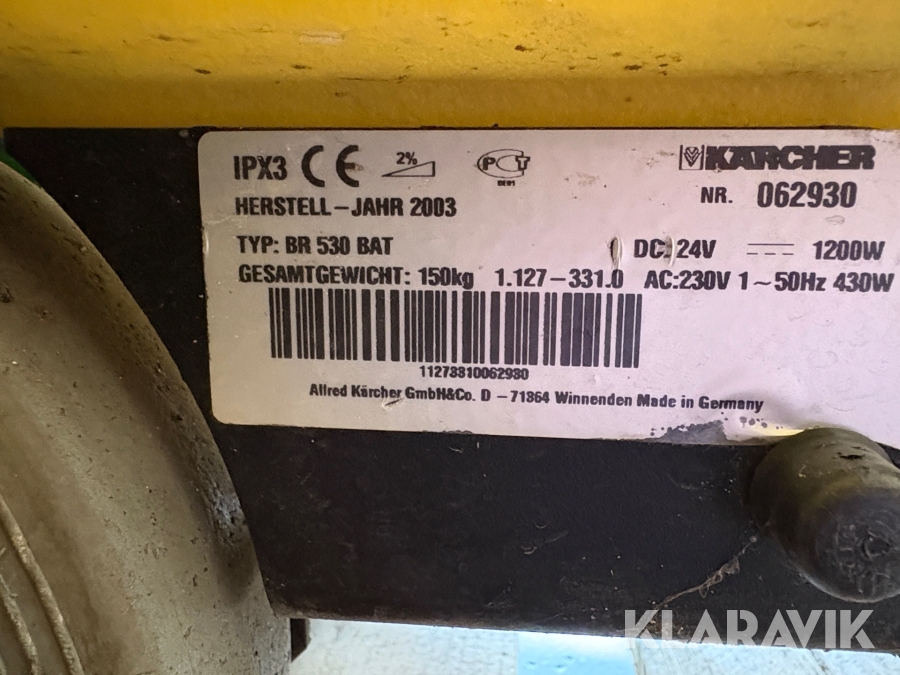 IPX3 CE 2% PCT KÄRCHER
BE01
NR. 062930
HERSTELL-JAHR 2003
TYP: BR 530 BAT DC:24V 1200W
GESAMTGEWICHT: 150kg 1.127-331.0 AC:230V 1~50Hz 430W
11273310062930
Alfred Kärcher GmbH&Co. D-71364 Winnenden Made in Germany
KLARAVIK